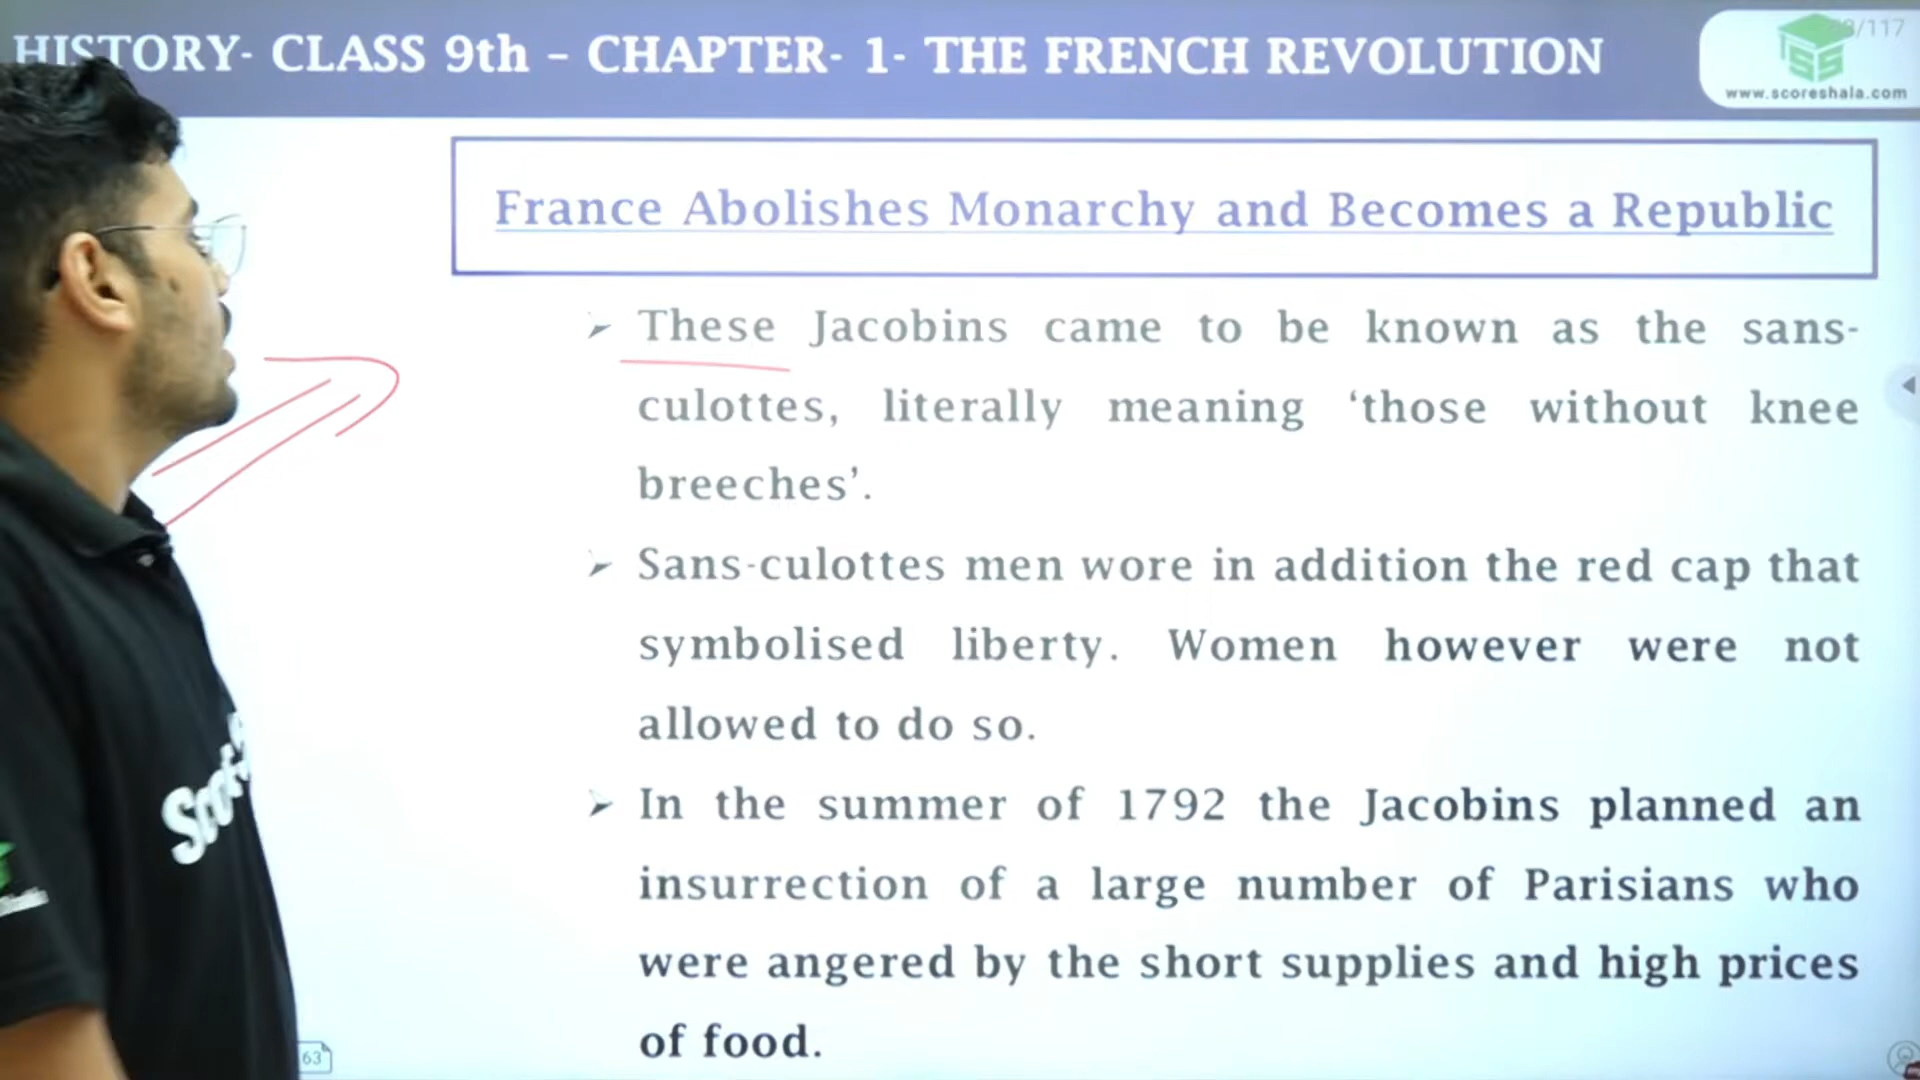 HISTORY- CLASS 9th – CHAPTER- 1- THE FRENCH REVOLUTION
/117
www.scoreshala.com
France Abolishes Monarchy and Becomes a Republic
➢ These Jacobins came to be known as the sans-
culottes, literally meaning ‘those without knee
breeches’.
➢ Sans-culottes men wore in addition the red cap that
symbolised liberty. Women however were not
allowed to do so.
➢ In the summer of 1792 the Jacobins planned an
insurrection of a large number of Parisians who
were angered by the short supplies and high prices
of food.
63